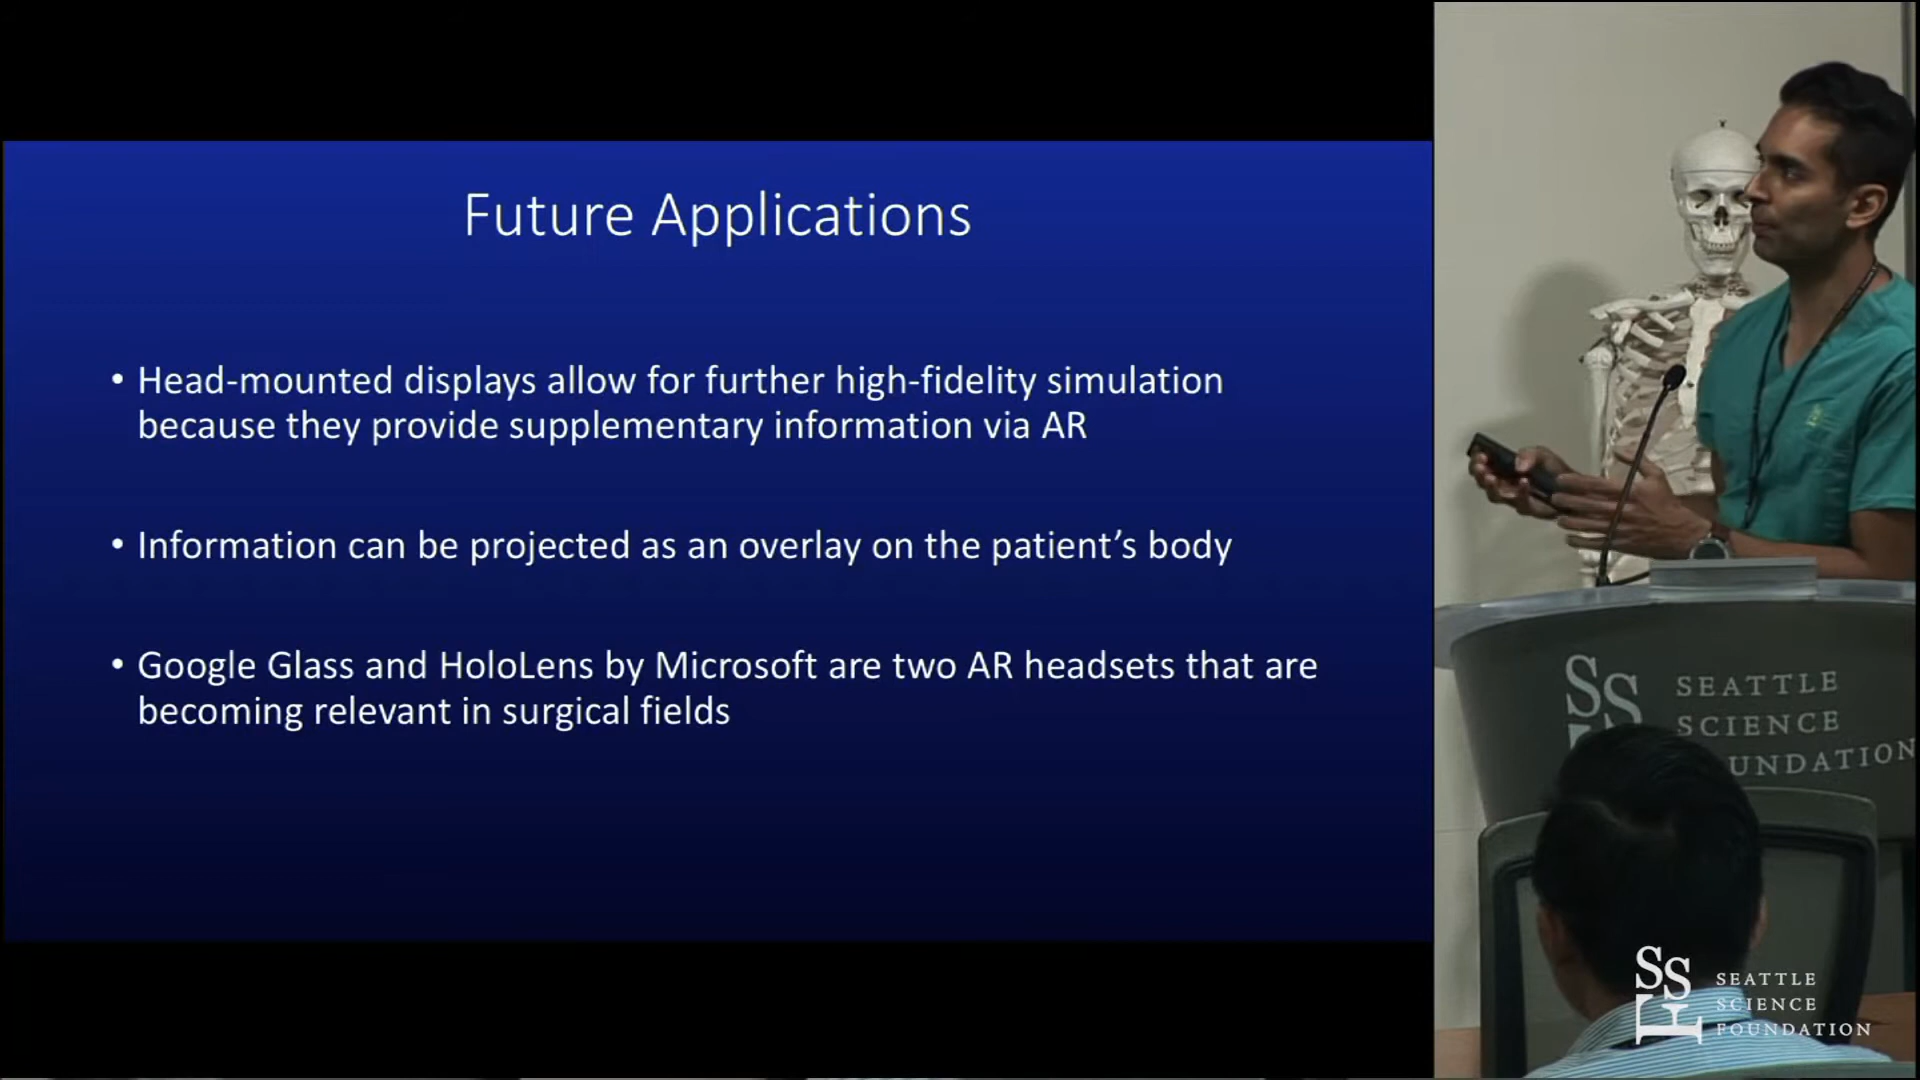 Future Applications
• Head-mounted displays allow for further high-fidelity simulation
because they provide supplementary information via AR
• Information can be projected as an overlay on the patient’s body
• Google Glass and HoloLens by Microsoft are two AR headsets that are
becoming relevant in surgical fields
SS
SEATTLE
SCIENCE
UNDATION
SSF
SEATTLE
SCIENCE
FOUNDATION